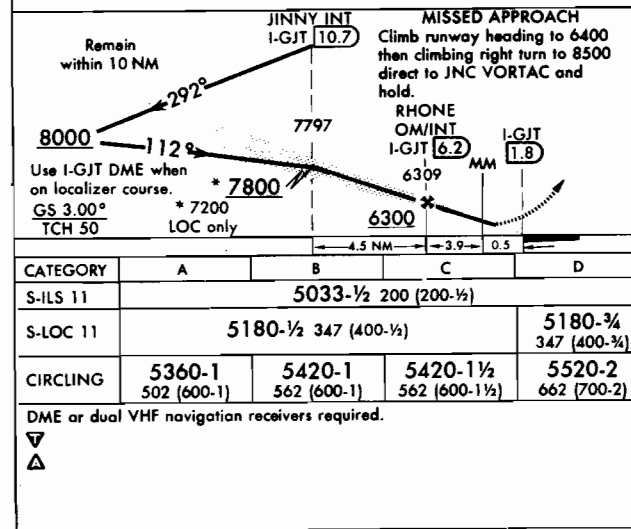 JINNY INT
I-GJT 10.7
Remain
within 10 NM
MISSED APPROACH
Climb runway heading to 6400
then climbing right turn to 8500
direct to JNC VORTAC and
hold.
292°
8000
112°
7797
RHONE
OM/INT
I-GJT 6.2
6309
MM
I-GJT
1.8
Use I-GJT DME when
on localizer course.
GS 3.00°
TCH 50
* 7800
* 7200
LOC only
6300
4.5 NM 3.9 0.5
CATEGORY A B C D
S-ILS 11 5033-½ 200 (200-½)
S-LOC 11 5180-½ 347 (400-½) 5180-¾
347 (400-¾)
CIRCLING 5360-1 5420-1 5420-1½ 5520-2
502 (600-1) 562 (600-1) 562 (600-1½) 662 (700-2)
DME or dual VHF navigation receivers required.
T
A